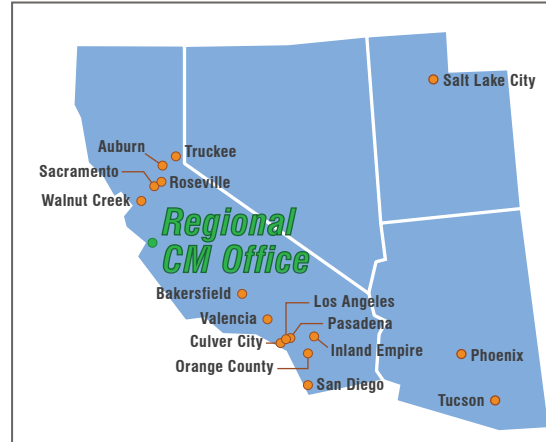 Salt Lake City
Auburn
Truckee
Sacramento
Roseville
Walnut Creek
Regional
CM Office
Bakersfield
Los Angeles
Valencia
Pasadena
Culver City
Inland Empire
Orange County
Phoenix
San Diego
Tucson